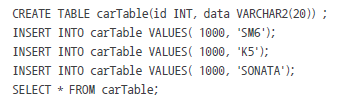 CREATE TABLE carTable(id INT, data VARCHAR2(20)) ;
INSERT INTO carTable VALUES( 1000, 'SM6');
INSERT INTO carTable VALUES( 1000, 'K5');
INSERT INTO carTable VALUES( 1000, 'SONATA');
SELECT * FROM carTable;